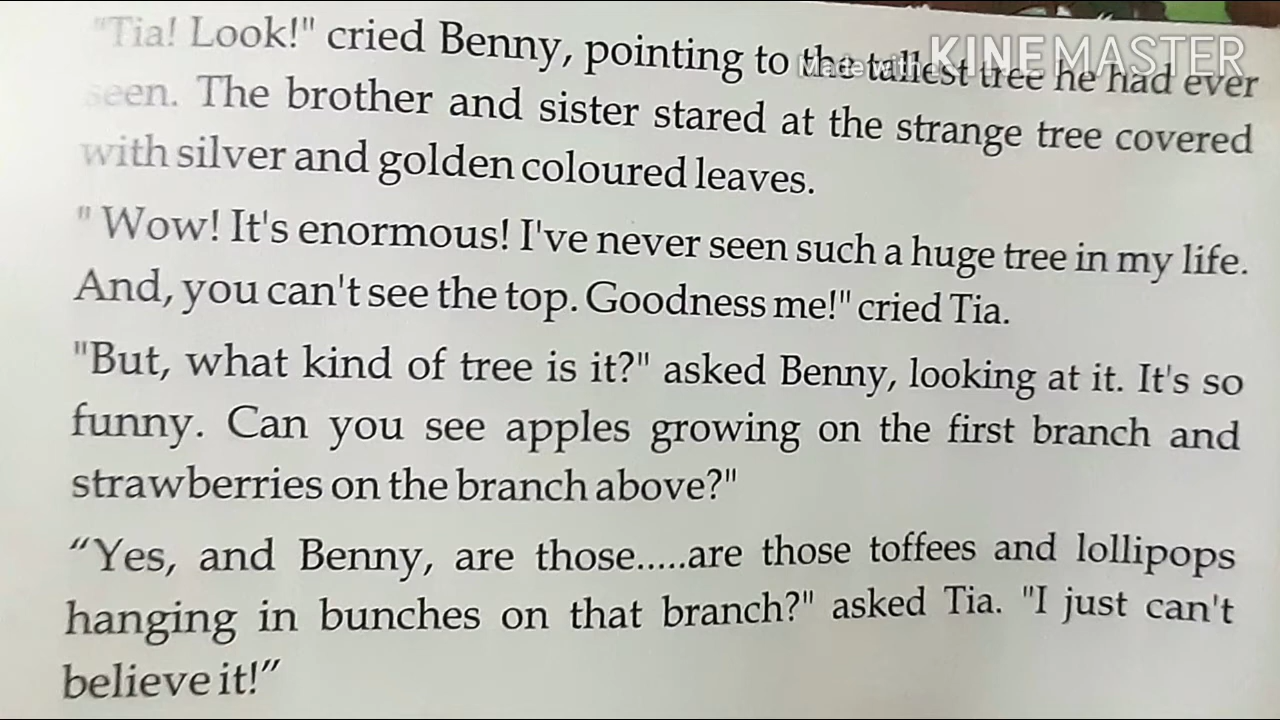 "Tia! Look!" cried Benny, pointing to the tallest tree he had ever
Made with KINEMASTER
seen. The brother and sister stared at the strange tree covered
with silver and golden coloured leaves.
" Wow! It's enormous! I've never seen such a huge tree in my life.
And, you can't see the top. Goodness me!" cried Tia.
"But, what kind of tree is it?" asked Benny, looking at it. It's so
funny. Can you see apples growing on the first branch and
strawberries on the branch above?"
“Yes, and Benny, are those.....are those toffees and lollipops
hanging in bunches on that branch?" asked Tia. "I just can't
believe it!”